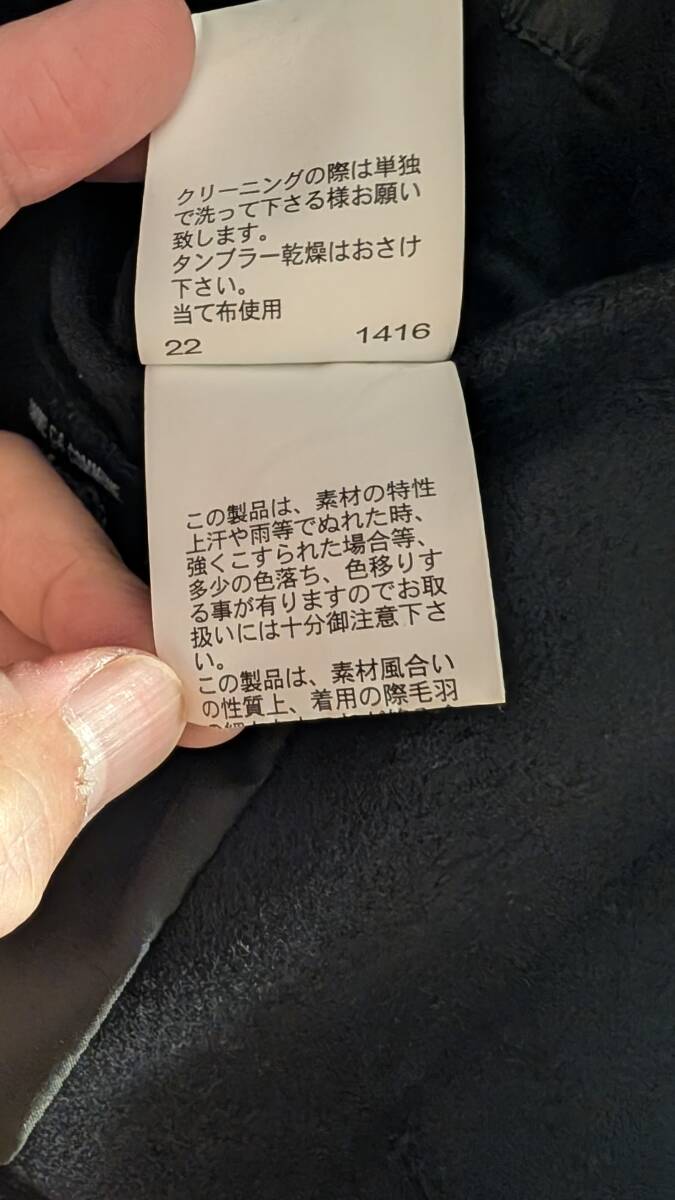 クリーニングの際は単独
で洗って下さる様お願い
致します。
タンブラー乾燥はおさけ
下さい。
当て布使用
22 1416
この製品は、素材の特性
上汗や雨等でぬれた時、
強くこすられた場合等、
多少の色落ち、色移りす
る事が有りますのでお取
扱いには十分御注意下さ
い。
この製品は、素材風合い
の性質上、着用の際毛羽